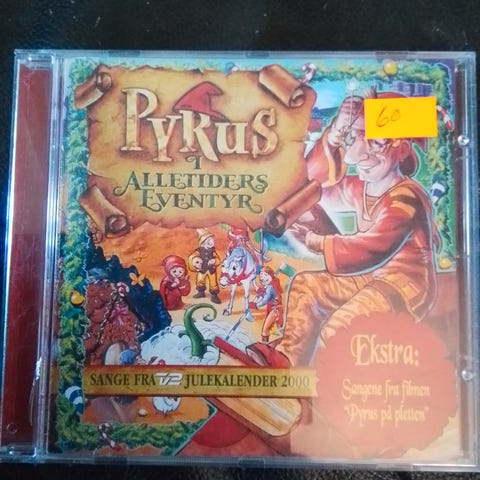 PYRUS
I
ALLETIDERS
EVENTYR
60
SANGE FRA TV2 JULEKALENDER 2000
Ekstra:
Sangene fra filmen
"Pyrus på pletten"